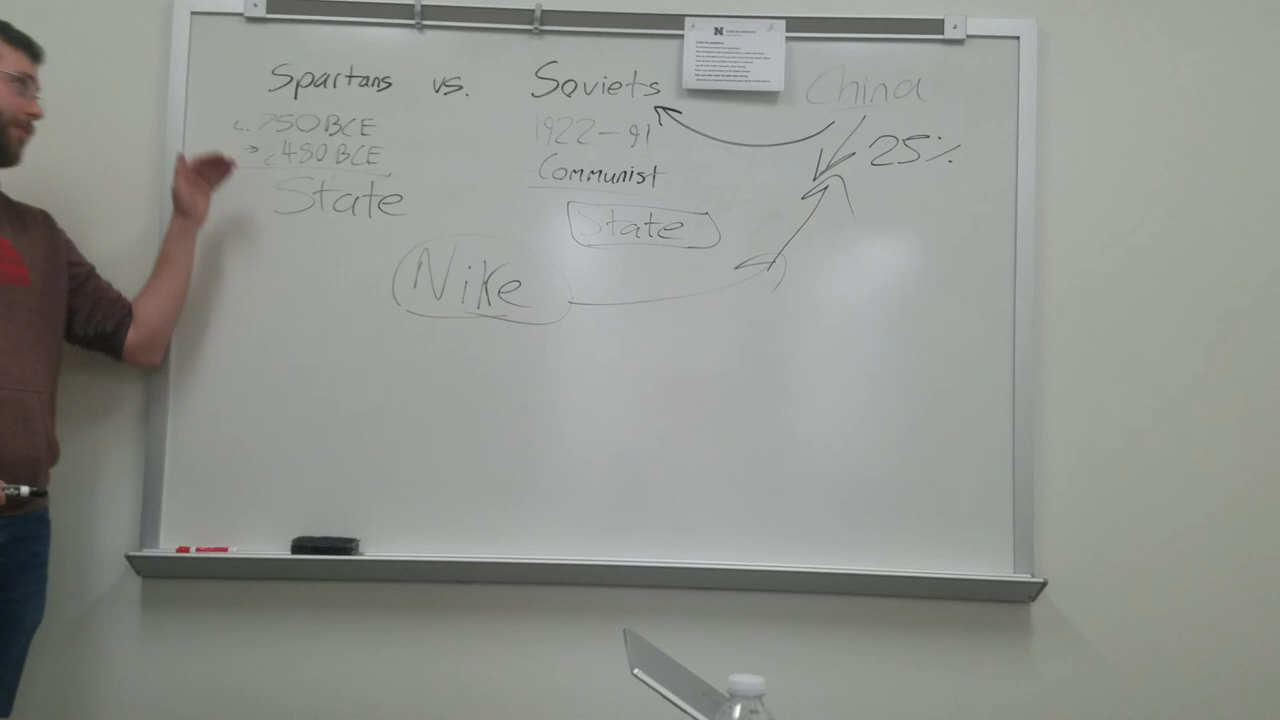 Spartans vs. Soviets
China
c. 750 BCE
→ c 480 BCE
State
1922-91
Communist
State
25%
Nike
N